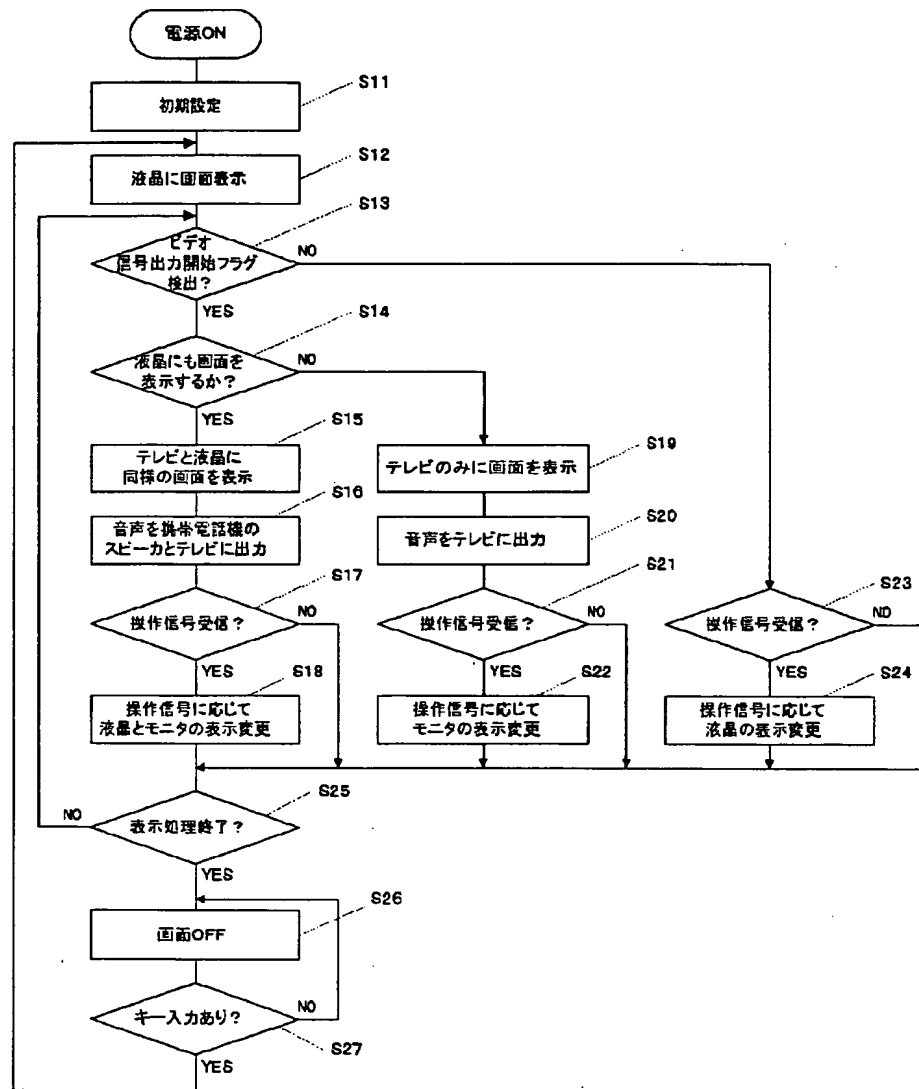 電源ON
S11
初期設定
S12
液晶に画面表示
S13
ビデオ
信号出力開始フラグ
検出?
NO
YES
S14
液晶にも画面を
表示するか?
NO
YES
S15
テレビと液晶に
同様の画面を表示
S19
テレビのみに画面を表示
S16
音声を携帯電話機の
スピーカとテレビに出力
S20
音声をテレビに出力
S17
操作信号受信?
NO
YES
S21
操作信号受信?
NO
YES
S23
操作信号受信?
NO
YES
S18
操作信号に応じて
液晶とモニタの表示変更
S22
操作信号に応じて
モニタの表示変更
S24
操作信号に応じて
液晶の表示変更
S25
NO
表示処理終了?
YES
S26
画面OFF
キー入力あり?
NO
S27
YES